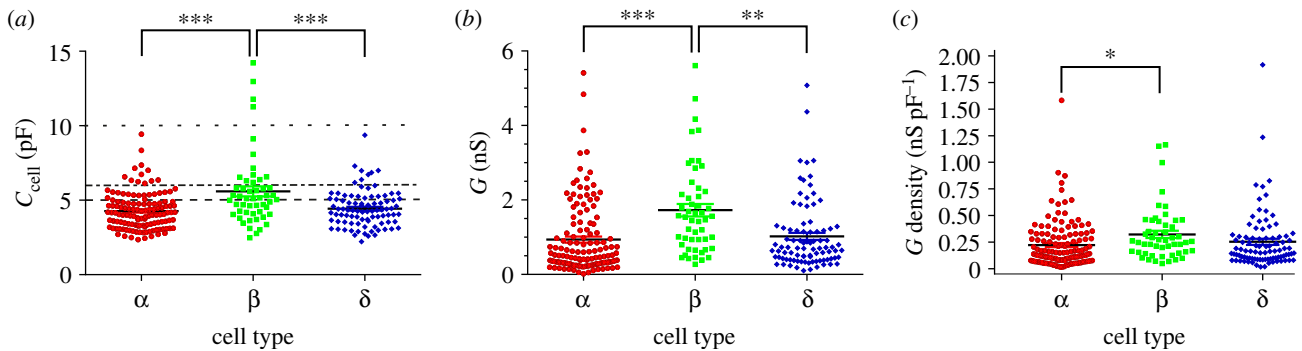 (a)
***
***
15
10
5
0
C_cell (pF)
α
β
δ
cell type
(b)
***
**
6
4
2
0
G (nS)
α
β
δ
cell type
(c)
*
2.00
1.75
1.50
1.25
1.00
0.75
0.50
0.25
0
G density (nS pF⁻¹)
α
β
δ
cell type